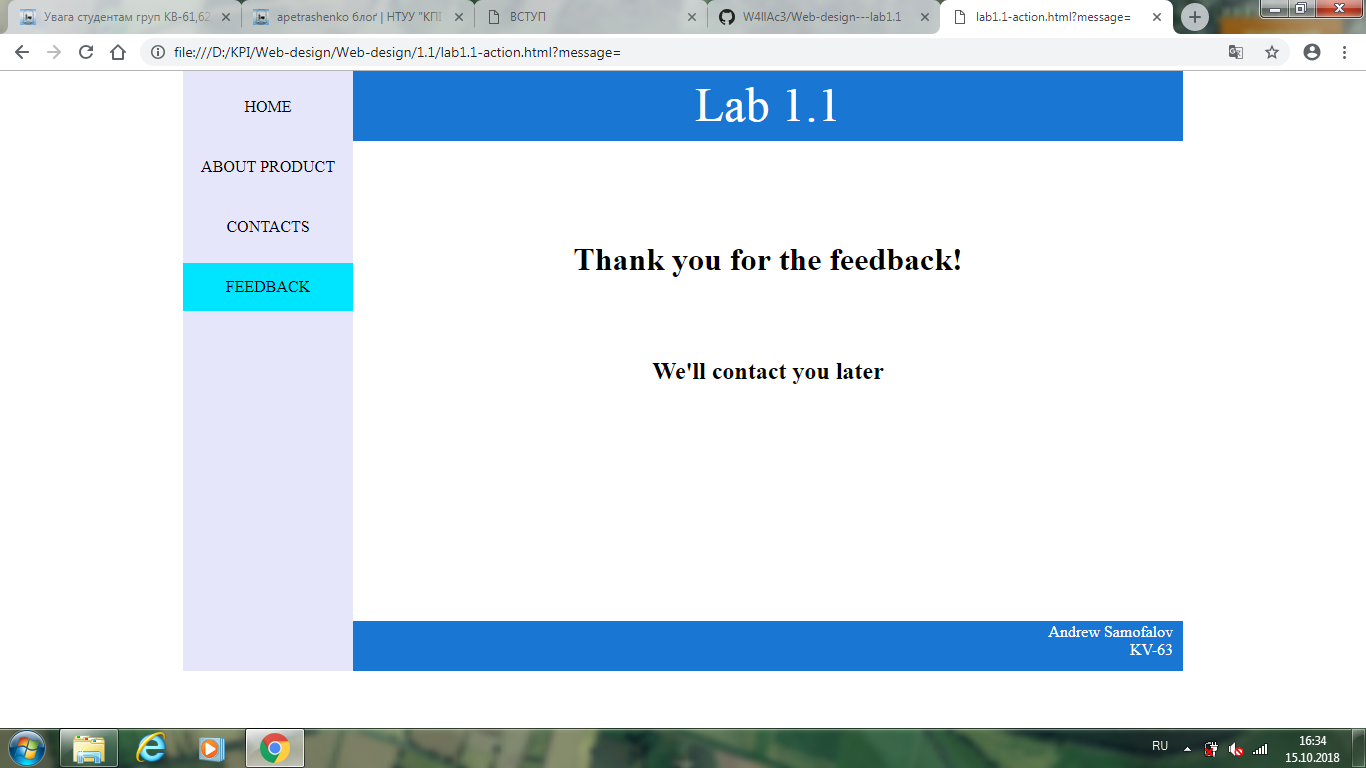 Увага студентам груп КВ-61,62
apetrashenko блог | НТУУ "КПІ
ВСТУП
W4llAc3/Web-design---lab1.1
lab1.1-action.html?message=
file:///D:/KPI/Web-design/Web-design/1.1/lab1.1-action.html?message=
Lab 1.1
HOME
ABOUT PRODUCT
CONTACTS
FEEDBACK
Thank you for the feedback!
We'll contact you later
Andrew Samofalov
KV-63
RU
16:34
15.10.2018